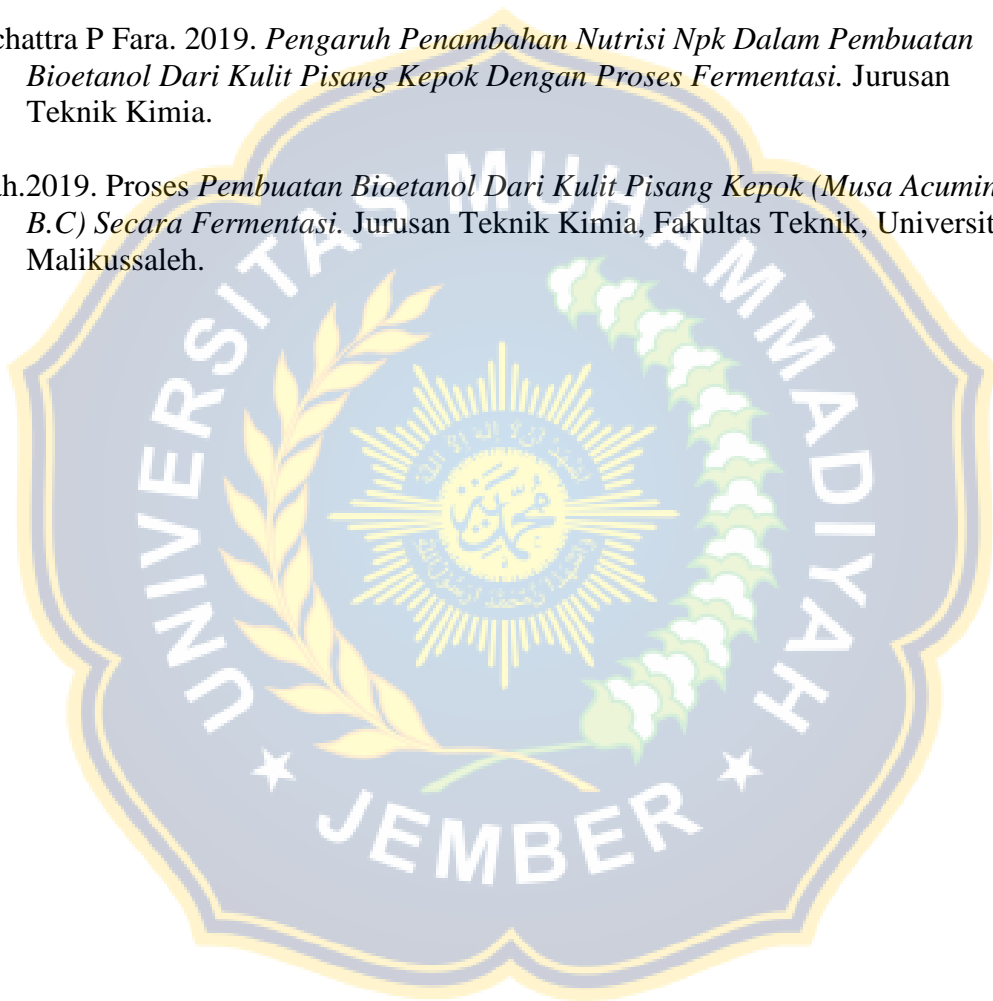 chattra P Fara. 2019. Pengaruh Penambahan Nutrisi Npk Dalam Pembuatan
Bioetanol Dari Kulit Pisang Kepok Dengan Proses Fermentasi. Jurusan
Teknik Kimia.
h.2019. Proses Pembuatan Bioetanol Dari Kulit Pisang Kepok (Musa Acumin
B.C) Secara Fermentasi. Jurusan Teknik Kimia, Fakultas Teknik, Universit
Malikussaleh.
UNIVERSITAS MUHAMMADIYAH
JEMBER
محمدية